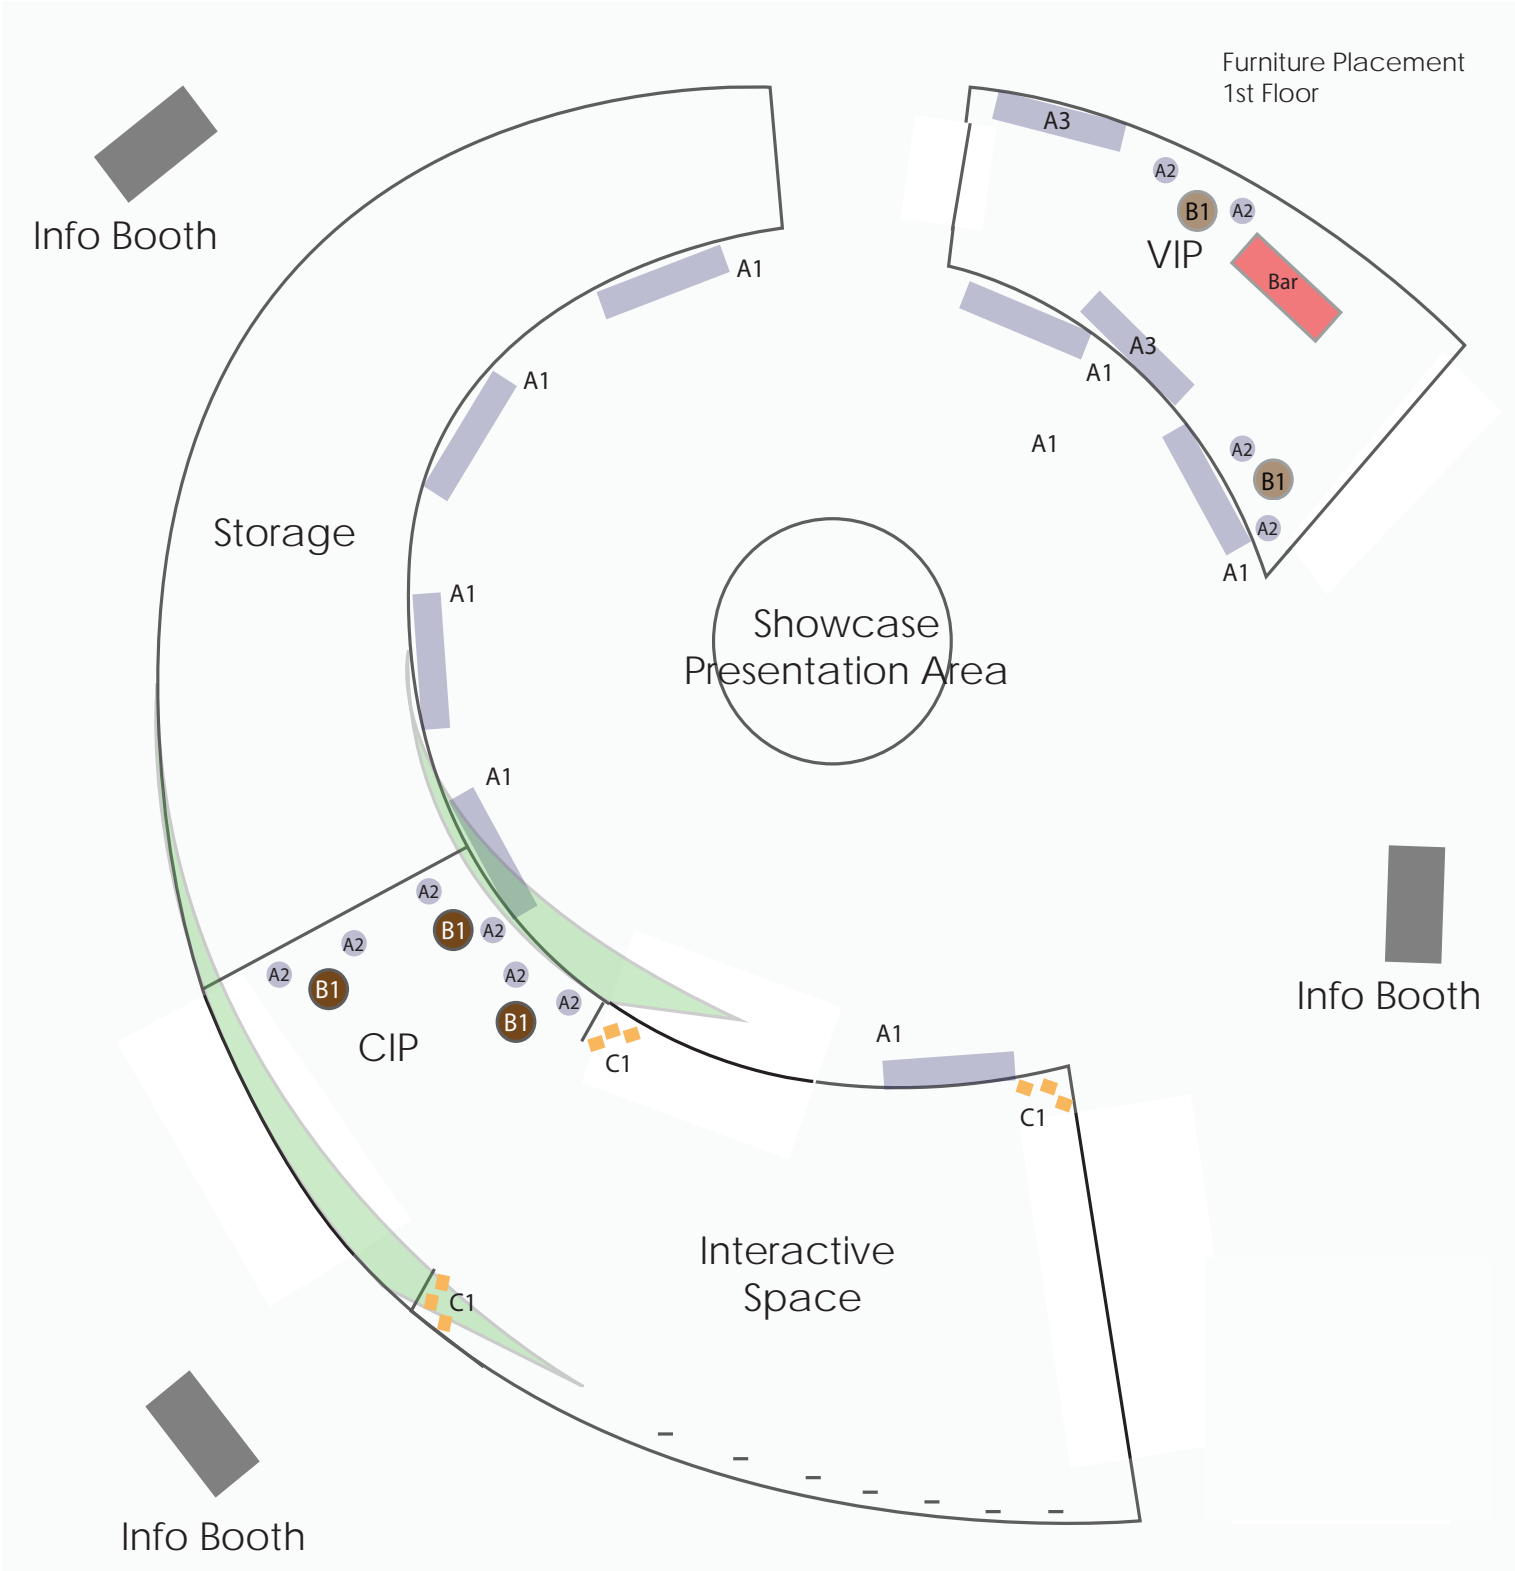 Furniture Placement
1st Floor
A3
A2
B1
A2
VIP
Bar
Info Booth
A1
A3
A1
A1
A1
A2
B1
A2
A1
Storage
A1
Showcase
Presentation Area
A1
A2
B1
A2
A2
A2
B1
A2
A2
B1
CIP
C1
A1
C1
Info Booth
Interactive
Space
C1
Info Booth